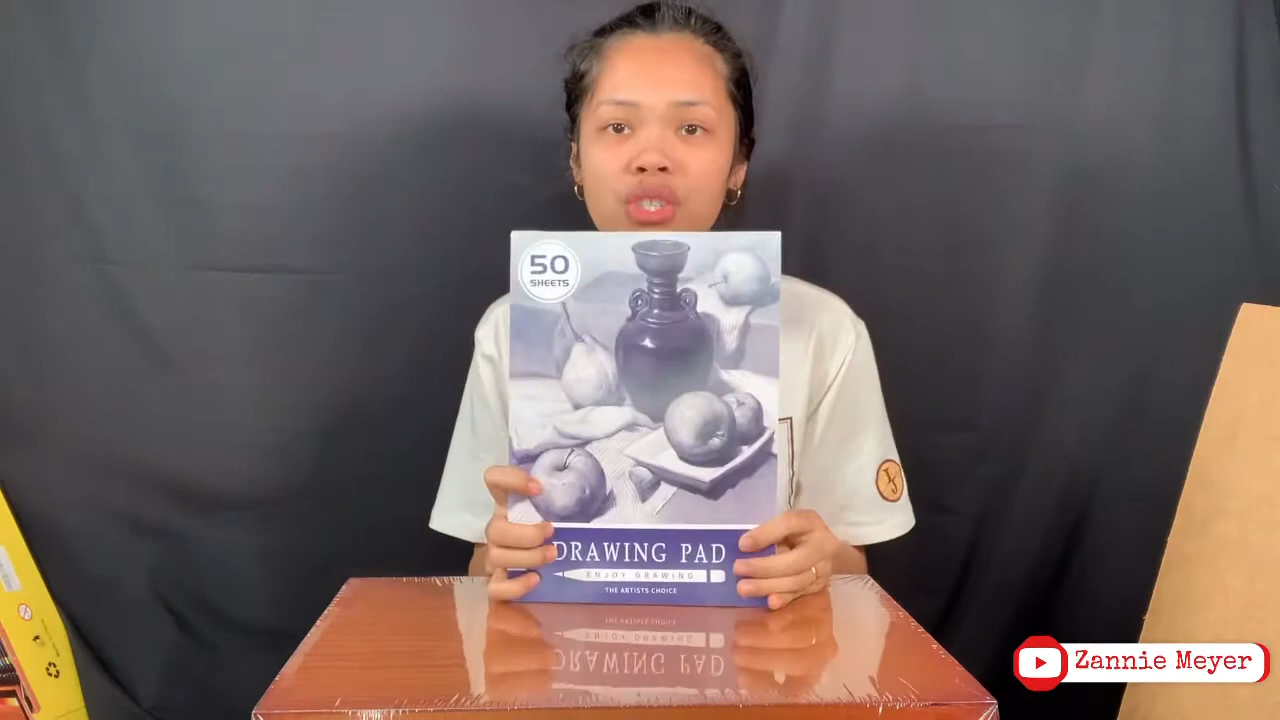 50
SHEETS
DRAWING PAD
ENJOY DRAWING
THE ARTISTS CHOICE
Zannie Meyer